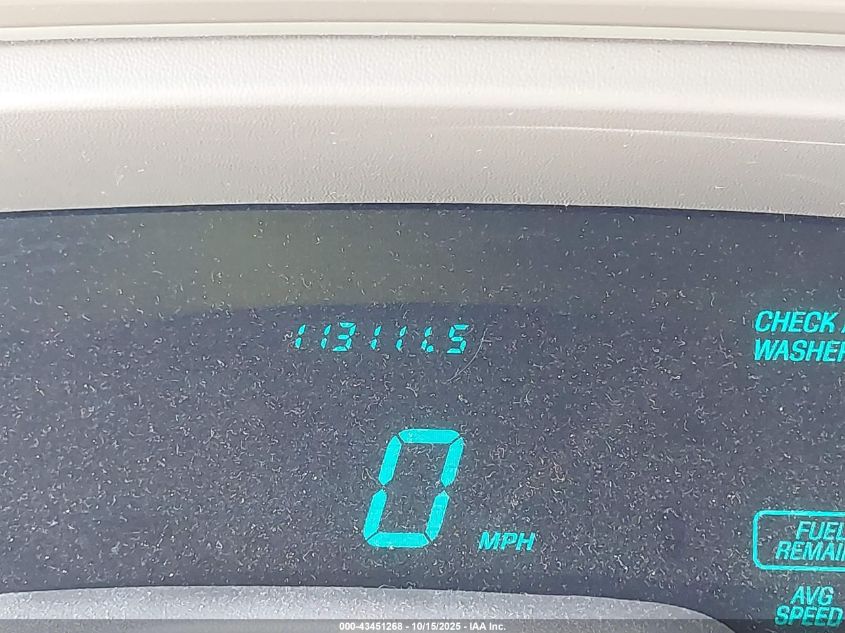 113111.5
CHECK
WASHER
0 MPH
FUEL
REMAIN
AVG
SPEED
000-43451268 - 10/15/2025 - IAA Inc.